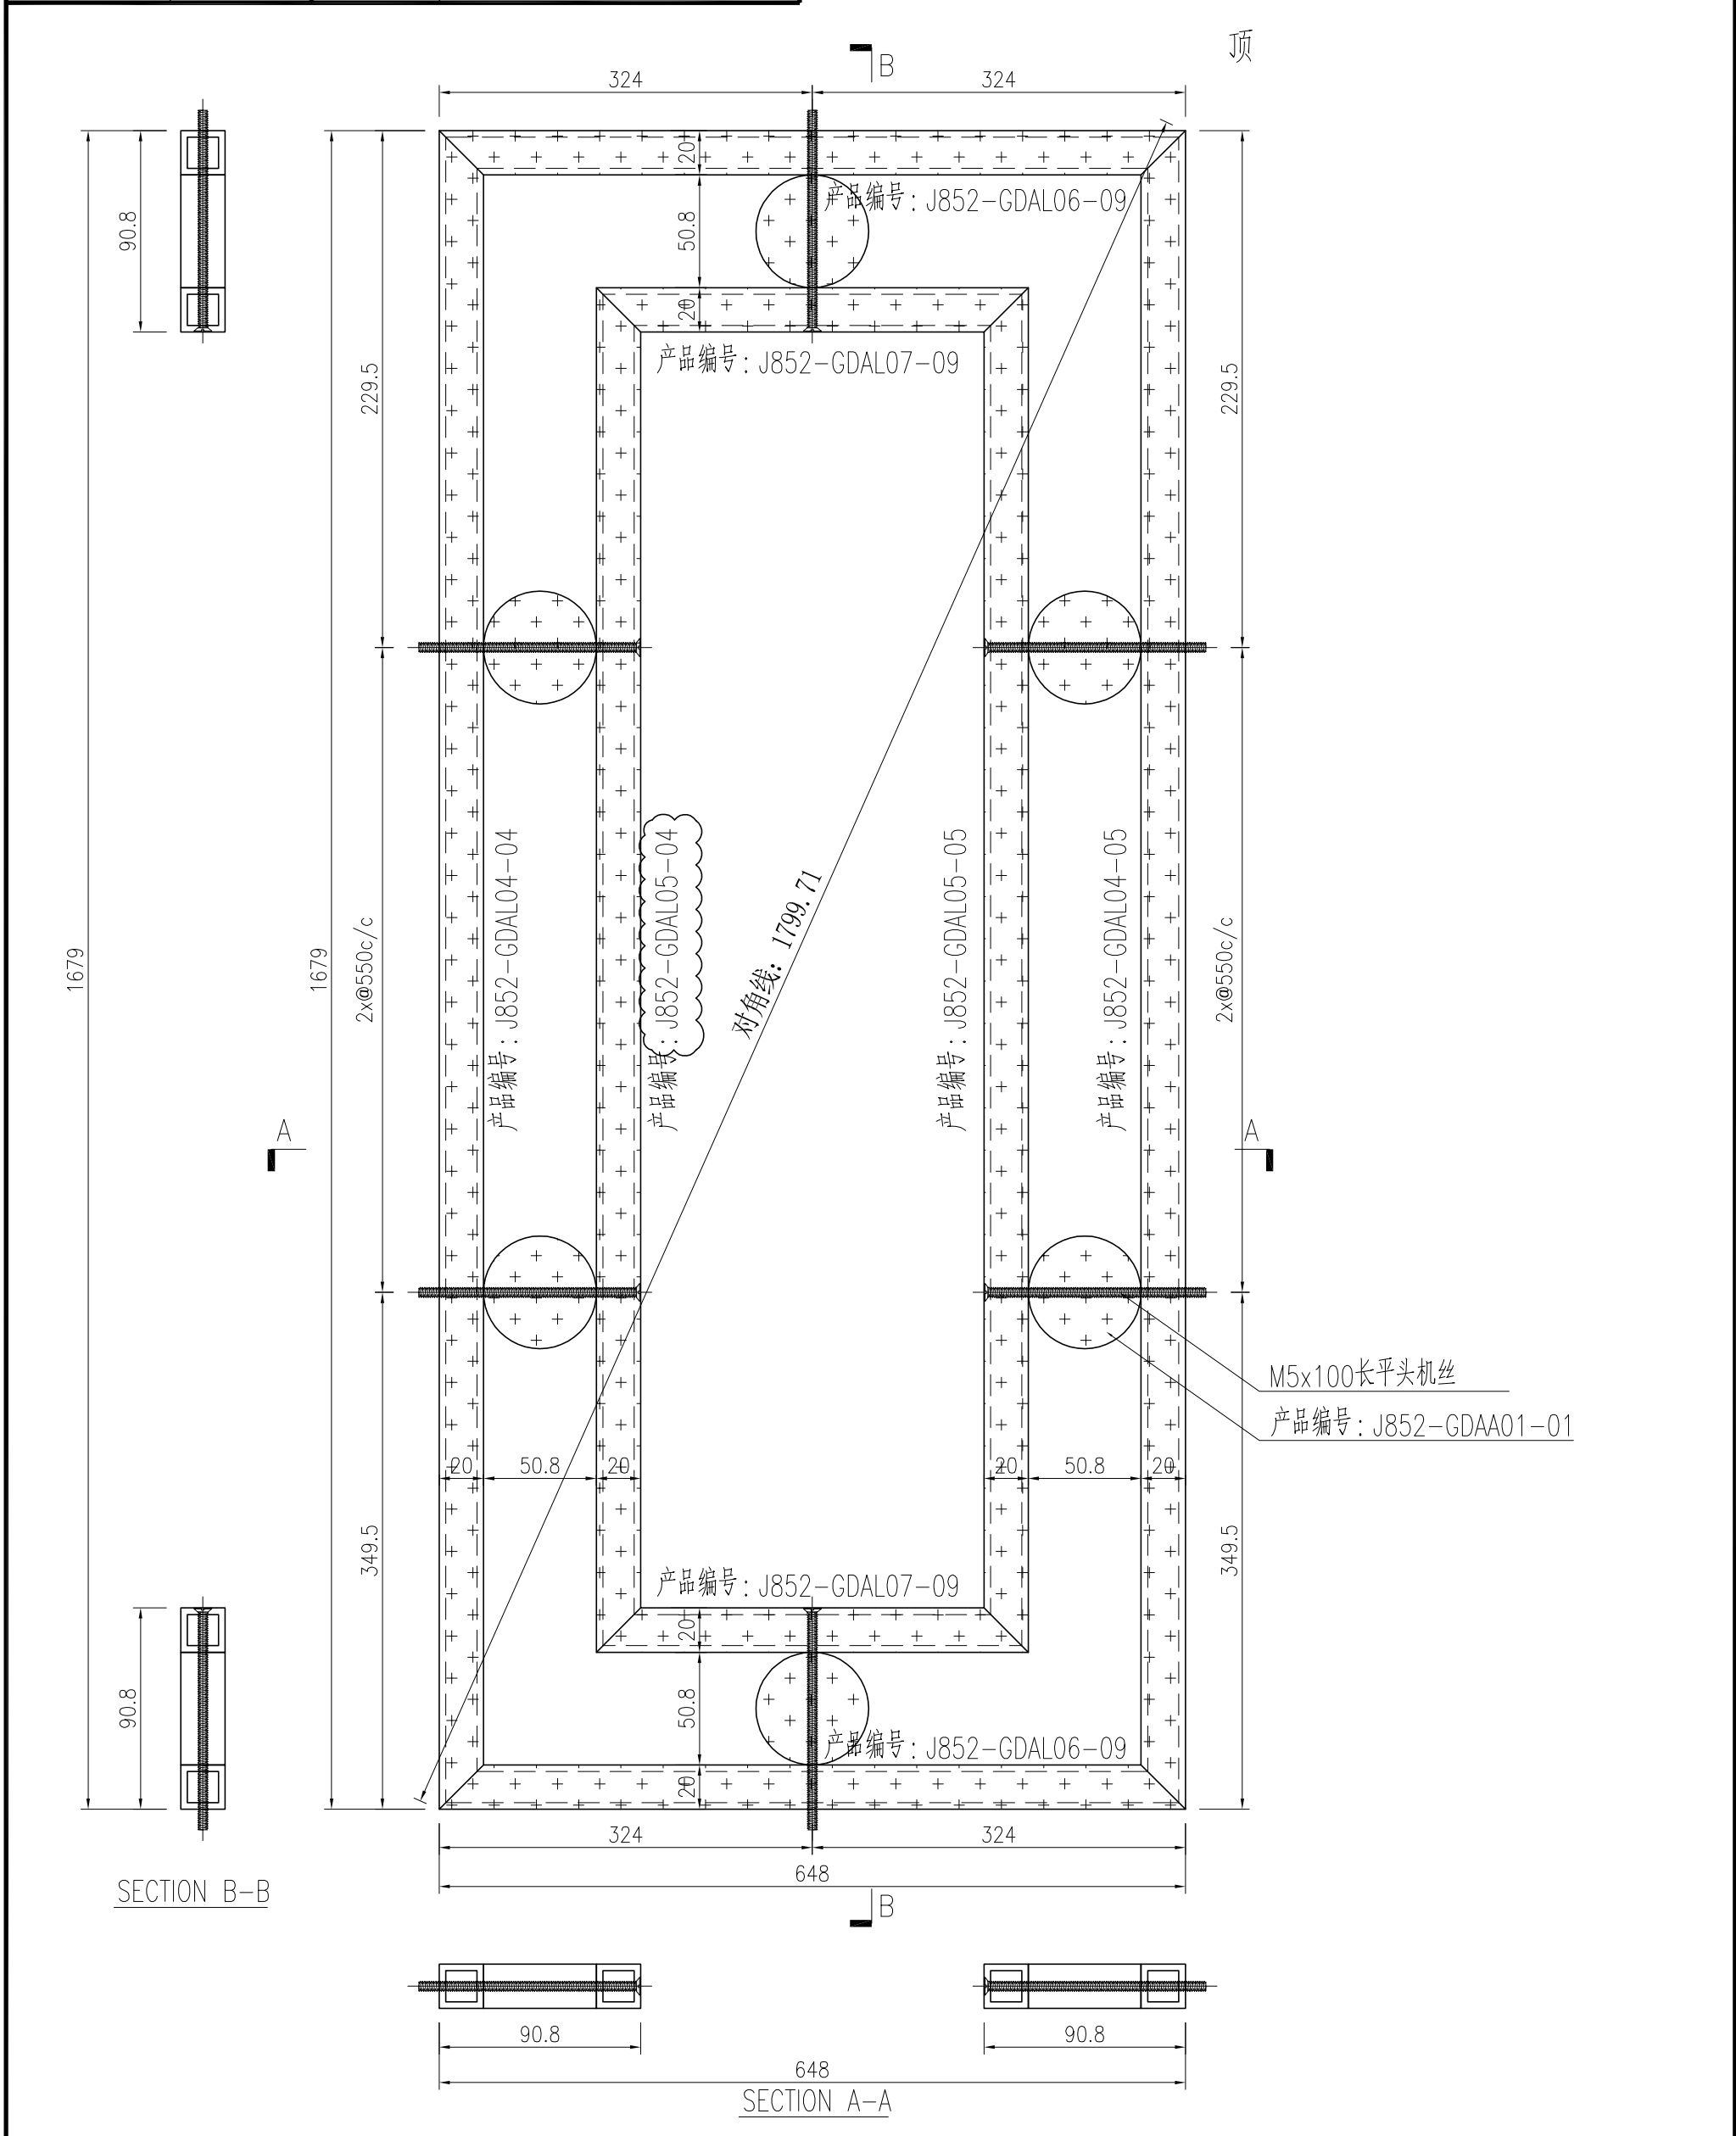 顶
B
324
324
20
产品编号：J852-GDAL06-09
90.8
50.8
20
产品编号：J852-GDAL07-09
229.5
229.5
产品编号：J852-GDAL04-04
产品编号：J852-GDAL05-04
对角线：1799.71
产品编号：J852-GDAL05-05
产品编号：J852-GDAL04-05
1679
1679
2x@550c/c
2x@550c/c
A
A
M5x100长平头机丝
产品编号：J852-GDAA01-01
20
50.8
20
20
50.8
20
349.5
349.5
产品编号：J852-GDAL07-09
20
90.8
50.8
产品编号：J852-GDAL06-09
20
324
324
648
SECTION B-B
B
90.8
90.8
648
SECTION A-A